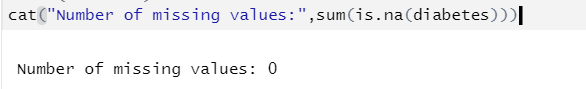 cat("Number of missing values:",sum(is.na(diabetes)))
Number of missing values: 0